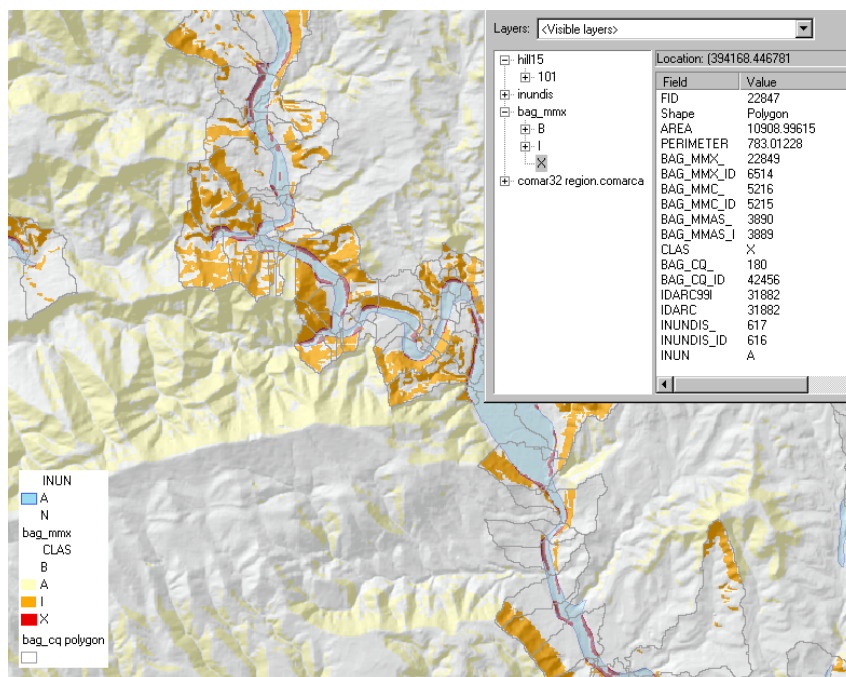 Layers: <Visible layers>
hill15
101
inundis
bag_mmx
B
I
X
comar32 region.comarca
Location: (394168.446781
Field Value
FID 22847
Shape Polygon
AREA 10908.99615
PERIMETER 783.01228
BAG_MMX_ 22849
BAG_MMX_ID 6514
BAG_MMC_ 5216
BAG_MMC_ID 5215
BAG_MMAS_ 3890
BAG_MMAS_I 3889
CLAS X
BAG_CQ_ 180
BAG_CQ_ID 42456
IDARC99I 31882
IDARC 31882
INUNDIS_ 617
INUNDIS_ID 616
INUN A
INUN
A
N
bag_mmx
CLAS
B
A
I
X
bag_cq polygon